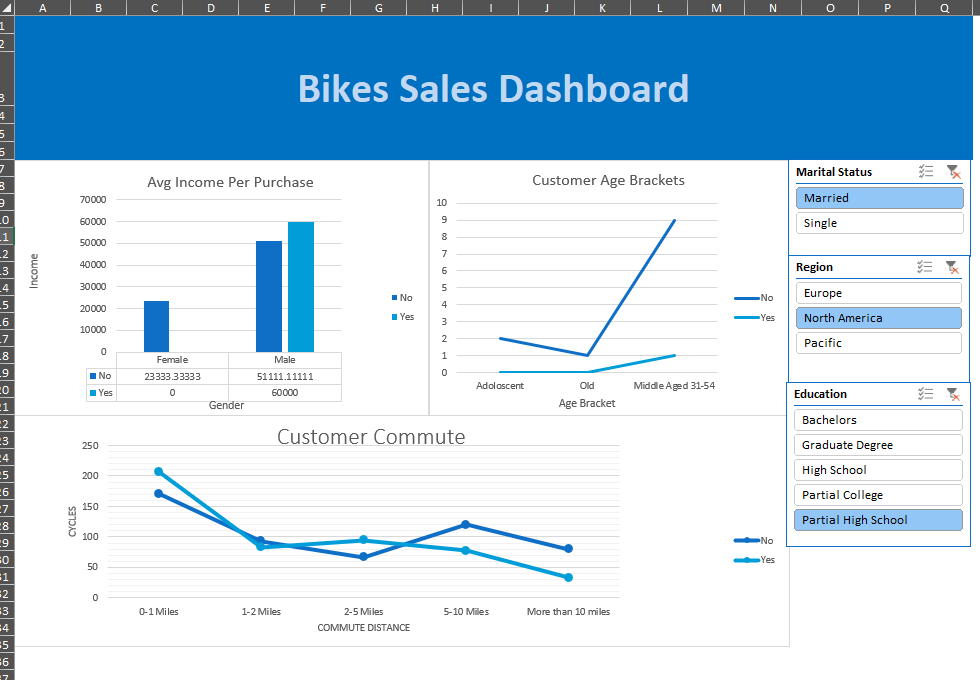 A B C D E F G H I J K L M N O P Q
1
2
3
4
5
6
7
8
9
10
11
12
13
14
15
16
17
18
19
20
21
22
23
24
25
26
27
28
29
30
31
32
33
34
35
36
37
Bikes Sales Dashboard
Avg Income Per Purchase
70000
60000
50000
40000
30000
20000
10000
0
Income
Female Male
No 23333.33333 51111.11111
Yes 0 60000
Gender
No
Yes
Customer Age Brackets
10
9
8
7
6
5
4
3
2
1
0
Adoloscent Old Middle Aged 31-54
Age Bracket
No
Yes
Marital Status
Married
Single
Region
Europe
North America
Pacific
Education
Bachelors
Graduate Degree
High School
Partial College
Partial High School
Customer Commute
250
200
150
100
50
0
CYCLES
0-1 Miles 1-2 Miles 2-5 Miles 5-10 Miles More than 10 miles
COMMUTE DISTANCE
No
Yes